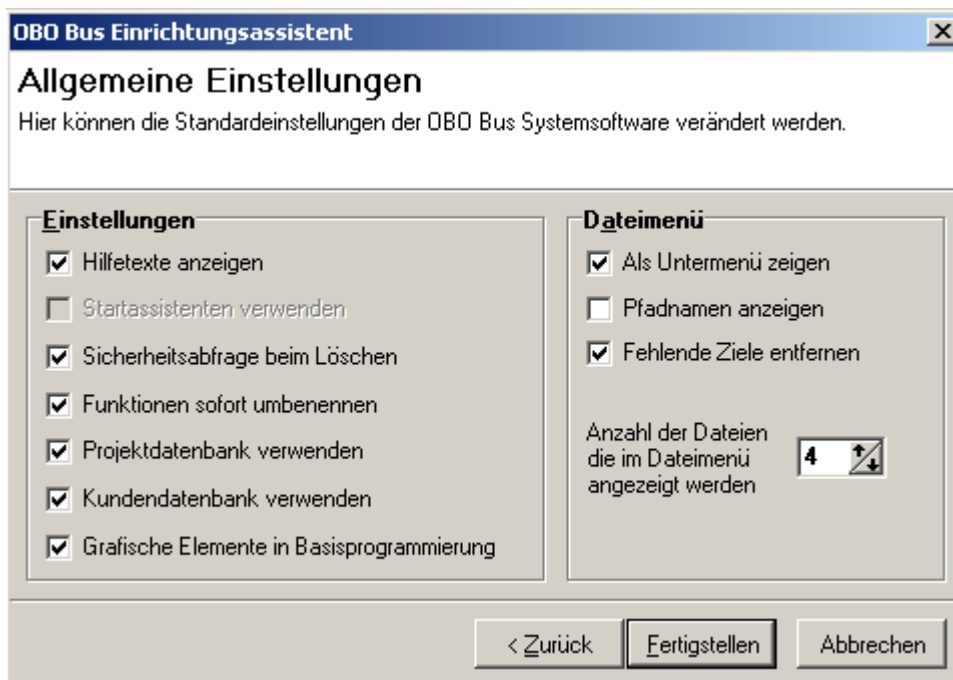 OBO Bus Einrichtungsassistent
Allgemeine Einstellungen
Hier können die Standardeinstellungen der OBO Bus Systemsoftware verändert werden.
Einstellungen
Hilfetexte anzeigen
Startassistenten verwenden
Sicherheitsabfrage beim Löschen
Funktionen sofort umbenennen
Projektdatenbank verwenden
Kundendatenbank verwenden
Grafische Elemente in Basisprogrammierung
Dateimenü
Als Untermenü zeigen
Pfadnamen anzeigen
Fehlende Ziele entfernen
Anzahl der Dateien
die im Dateimenü
angezeigt werden
4
< Zurück
Fertigstellen
Abbrechen